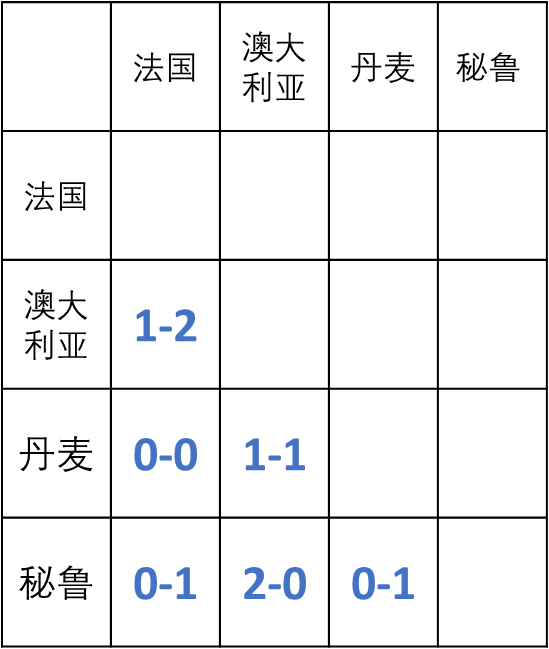 法国 澳大利亚 丹麦 秘鲁
法国
澳大利亚 1-2
丹麦 0-0 1-1
秘鲁 0-1 2-0 0-1